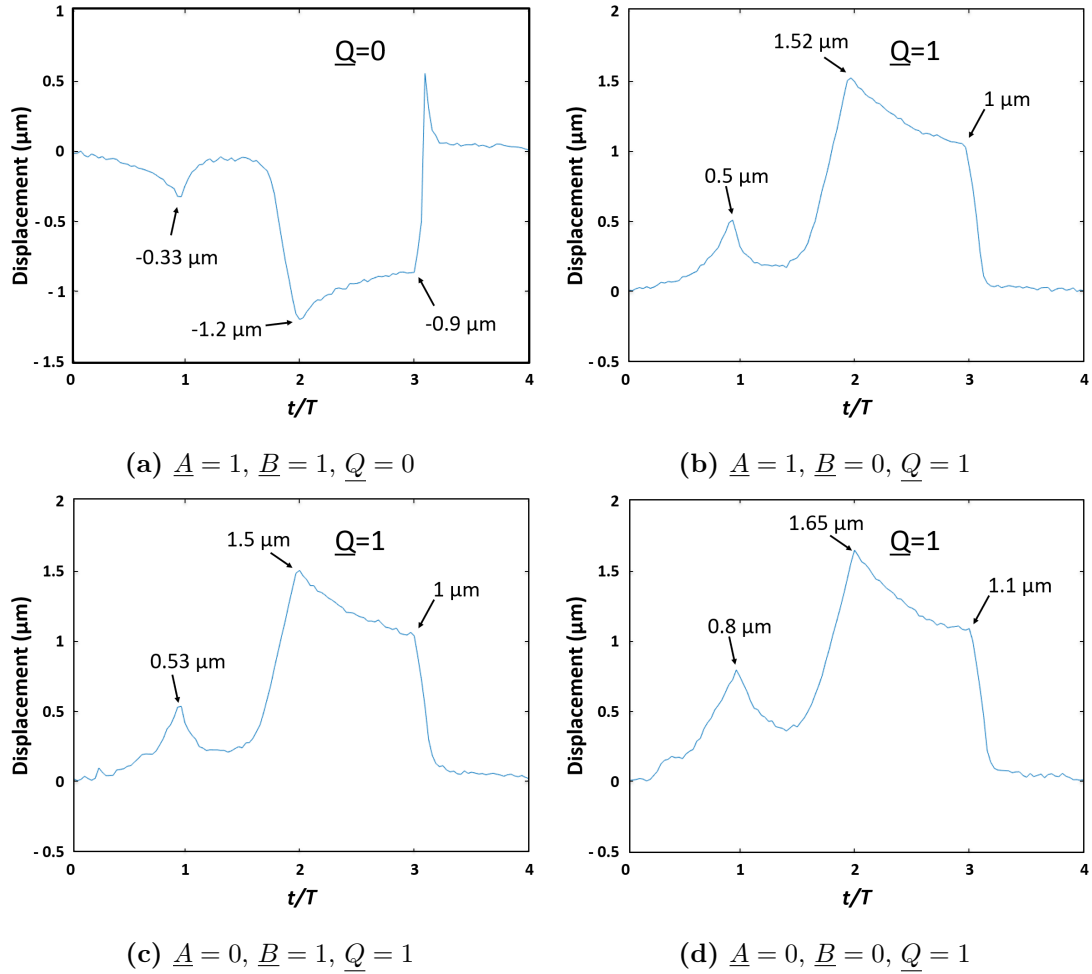 1
0.5
0
- 0.5
- 1
- 1.5
0
1
2
3
4
Displacement (μm)
t/T
Q=0
-0.33 μm
-1.2 μm
-0.9 μm
(a) A = 1, B = 1, Q = 0
2
1.5
1
0.5
0
- 0.5
0
1
2
3
4
Displacement (μm)
t/T
Q=1
1.52 μm
1 μm
0.5 μm
(b) A = 1, B = 0, Q = 1
2
1.5
1
0.5
0
- 0.5
0
1
2
3
4
Displacement (μm)
t/T
Q=1
1.5 μm
1 μm
0.53 μm
(c) A = 0, B = 1, Q = 1
2
1.5
1
0.5
0
- 0.5
0
1
2
3
4
Displacement (μm)
t/T
Q=1
1.65 μm
1.1 μm
0.8 μm
(d) A = 0, B = 0, Q = 1